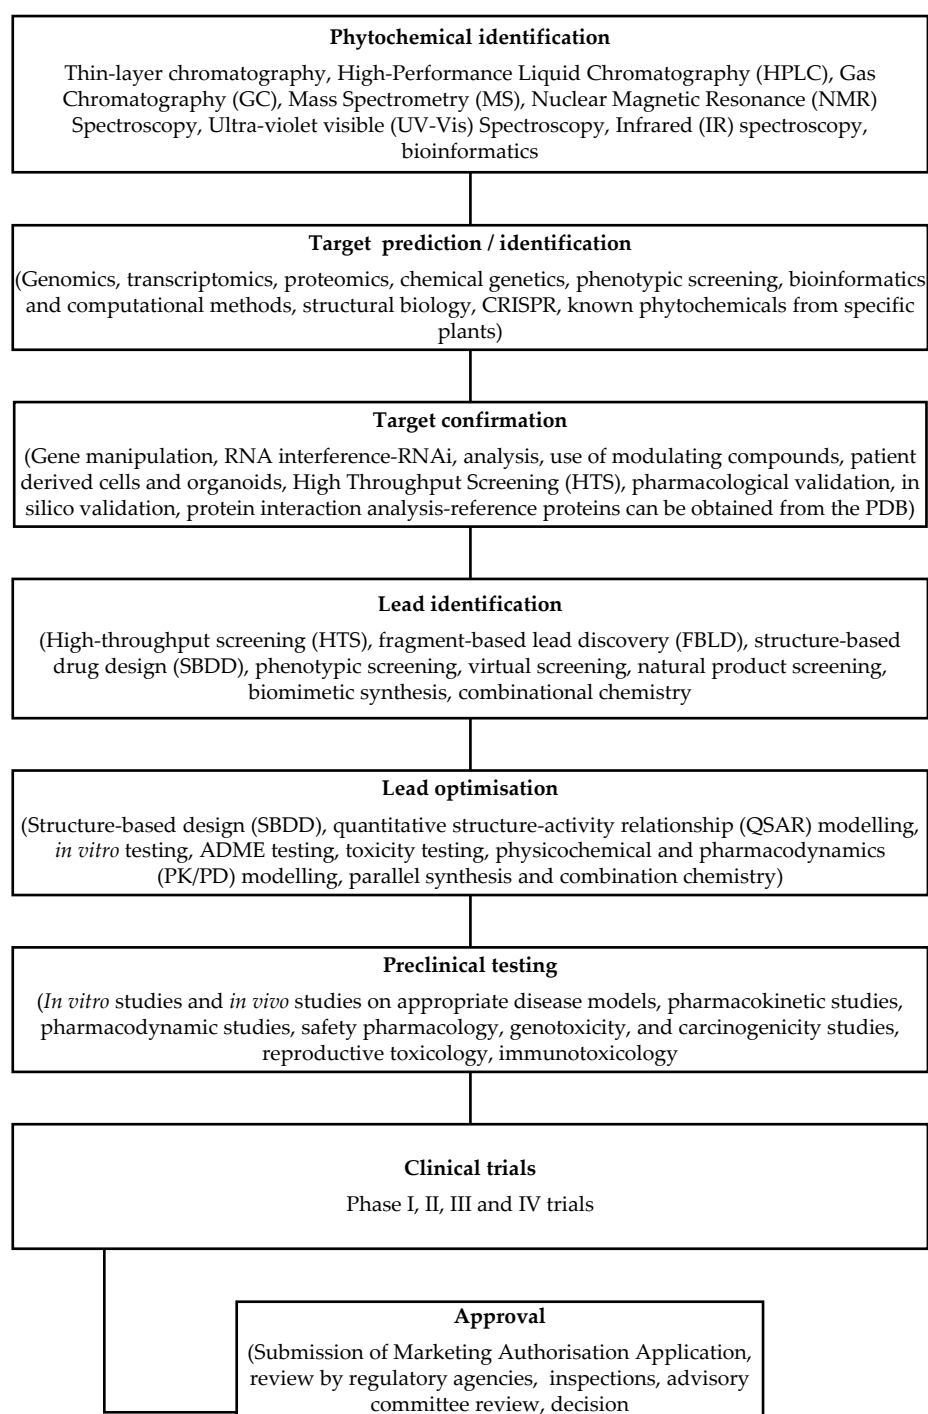 Phytochemical identification
Thin-layer chromatography, High-Performance Liquid Chromatography (HPLC), Gas
Chromatography (GC), Mass Spectrometry (MS), Nuclear Magnetic Resonance (NMR)
Spectroscopy, Ultra-violet visible (UV-Vis) Spectroscopy, Infrared (IR) spectroscopy,
bioinformatics
Target prediction / identification
(Genomics, transcriptomics, proteomics, chemical genetics, phenotypic screening, bioinformatics
and computational methods, structural biology, CRISPR, known phytochemicals from specific
plants)
Target confirmation
(Gene manipulation, RNA interference-RNAi, analysis, use of modulating compounds, patient
derived cells and organoids, High Throughput Screening (HTS), pharmacological validation, in
silico validation, protein interaction analysis-reference proteins can be obtained from the PDB)
Lead identification
(High-throughput screening (HTS), fragment-based lead discovery (FBLD), structure-based
drug design (SBDD), phenotypic screening, virtual screening, natural product screening,
biomimetic synthesis, combinational chemistry
Lead optimisation
(Structure-based design (SBDD), quantitative structure-activity relationship (QSAR) modelling,
in vitro testing, ADME testing, toxicity testing, physicochemical and pharmacodynamics
(PK/PD) modelling, parallel synthesis and combination chemistry)
Preclinical testing
(In vitro studies and in vivo studies on appropriate disease models, pharmacokinetic studies,
pharmacodynamic studies, safety pharmacology, genotoxicity, and carcinogenicity studies,
reproductive toxicology, immunotoxicology
Clinical trials
Phase I, II, III and IV trials
Approval
(Submission of Marketing Authorisation Application,
review by regulatory agencies, inspections, advisory
committee review, decision